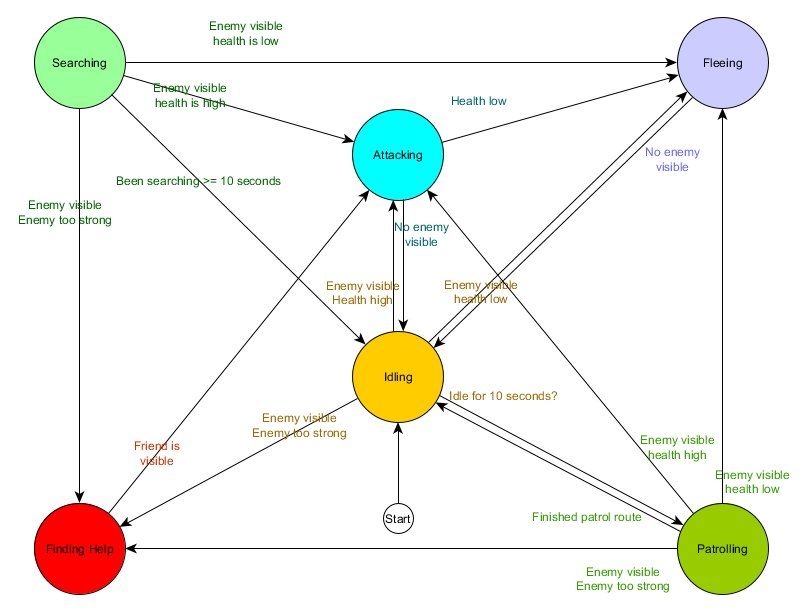 Enemy visible
health is low
Searching
Fleeing
Enemy visible
health is high
Health low
Attacking
No enemy
visible
Been searching >= 10 seconds
Enemy visible
Enemy too strong
No enemy
visible
Enemy visible
Health high
Enemy visible
health low
Idling
Idle for 10 seconds?
Enemy visible
Enemy too strong
Friend is
visible
Enemy visible
health high
Enemy visible
health low
Start
Finished patrol route
Finding Help
Patrolling
Enemy visible
Enemy too strong